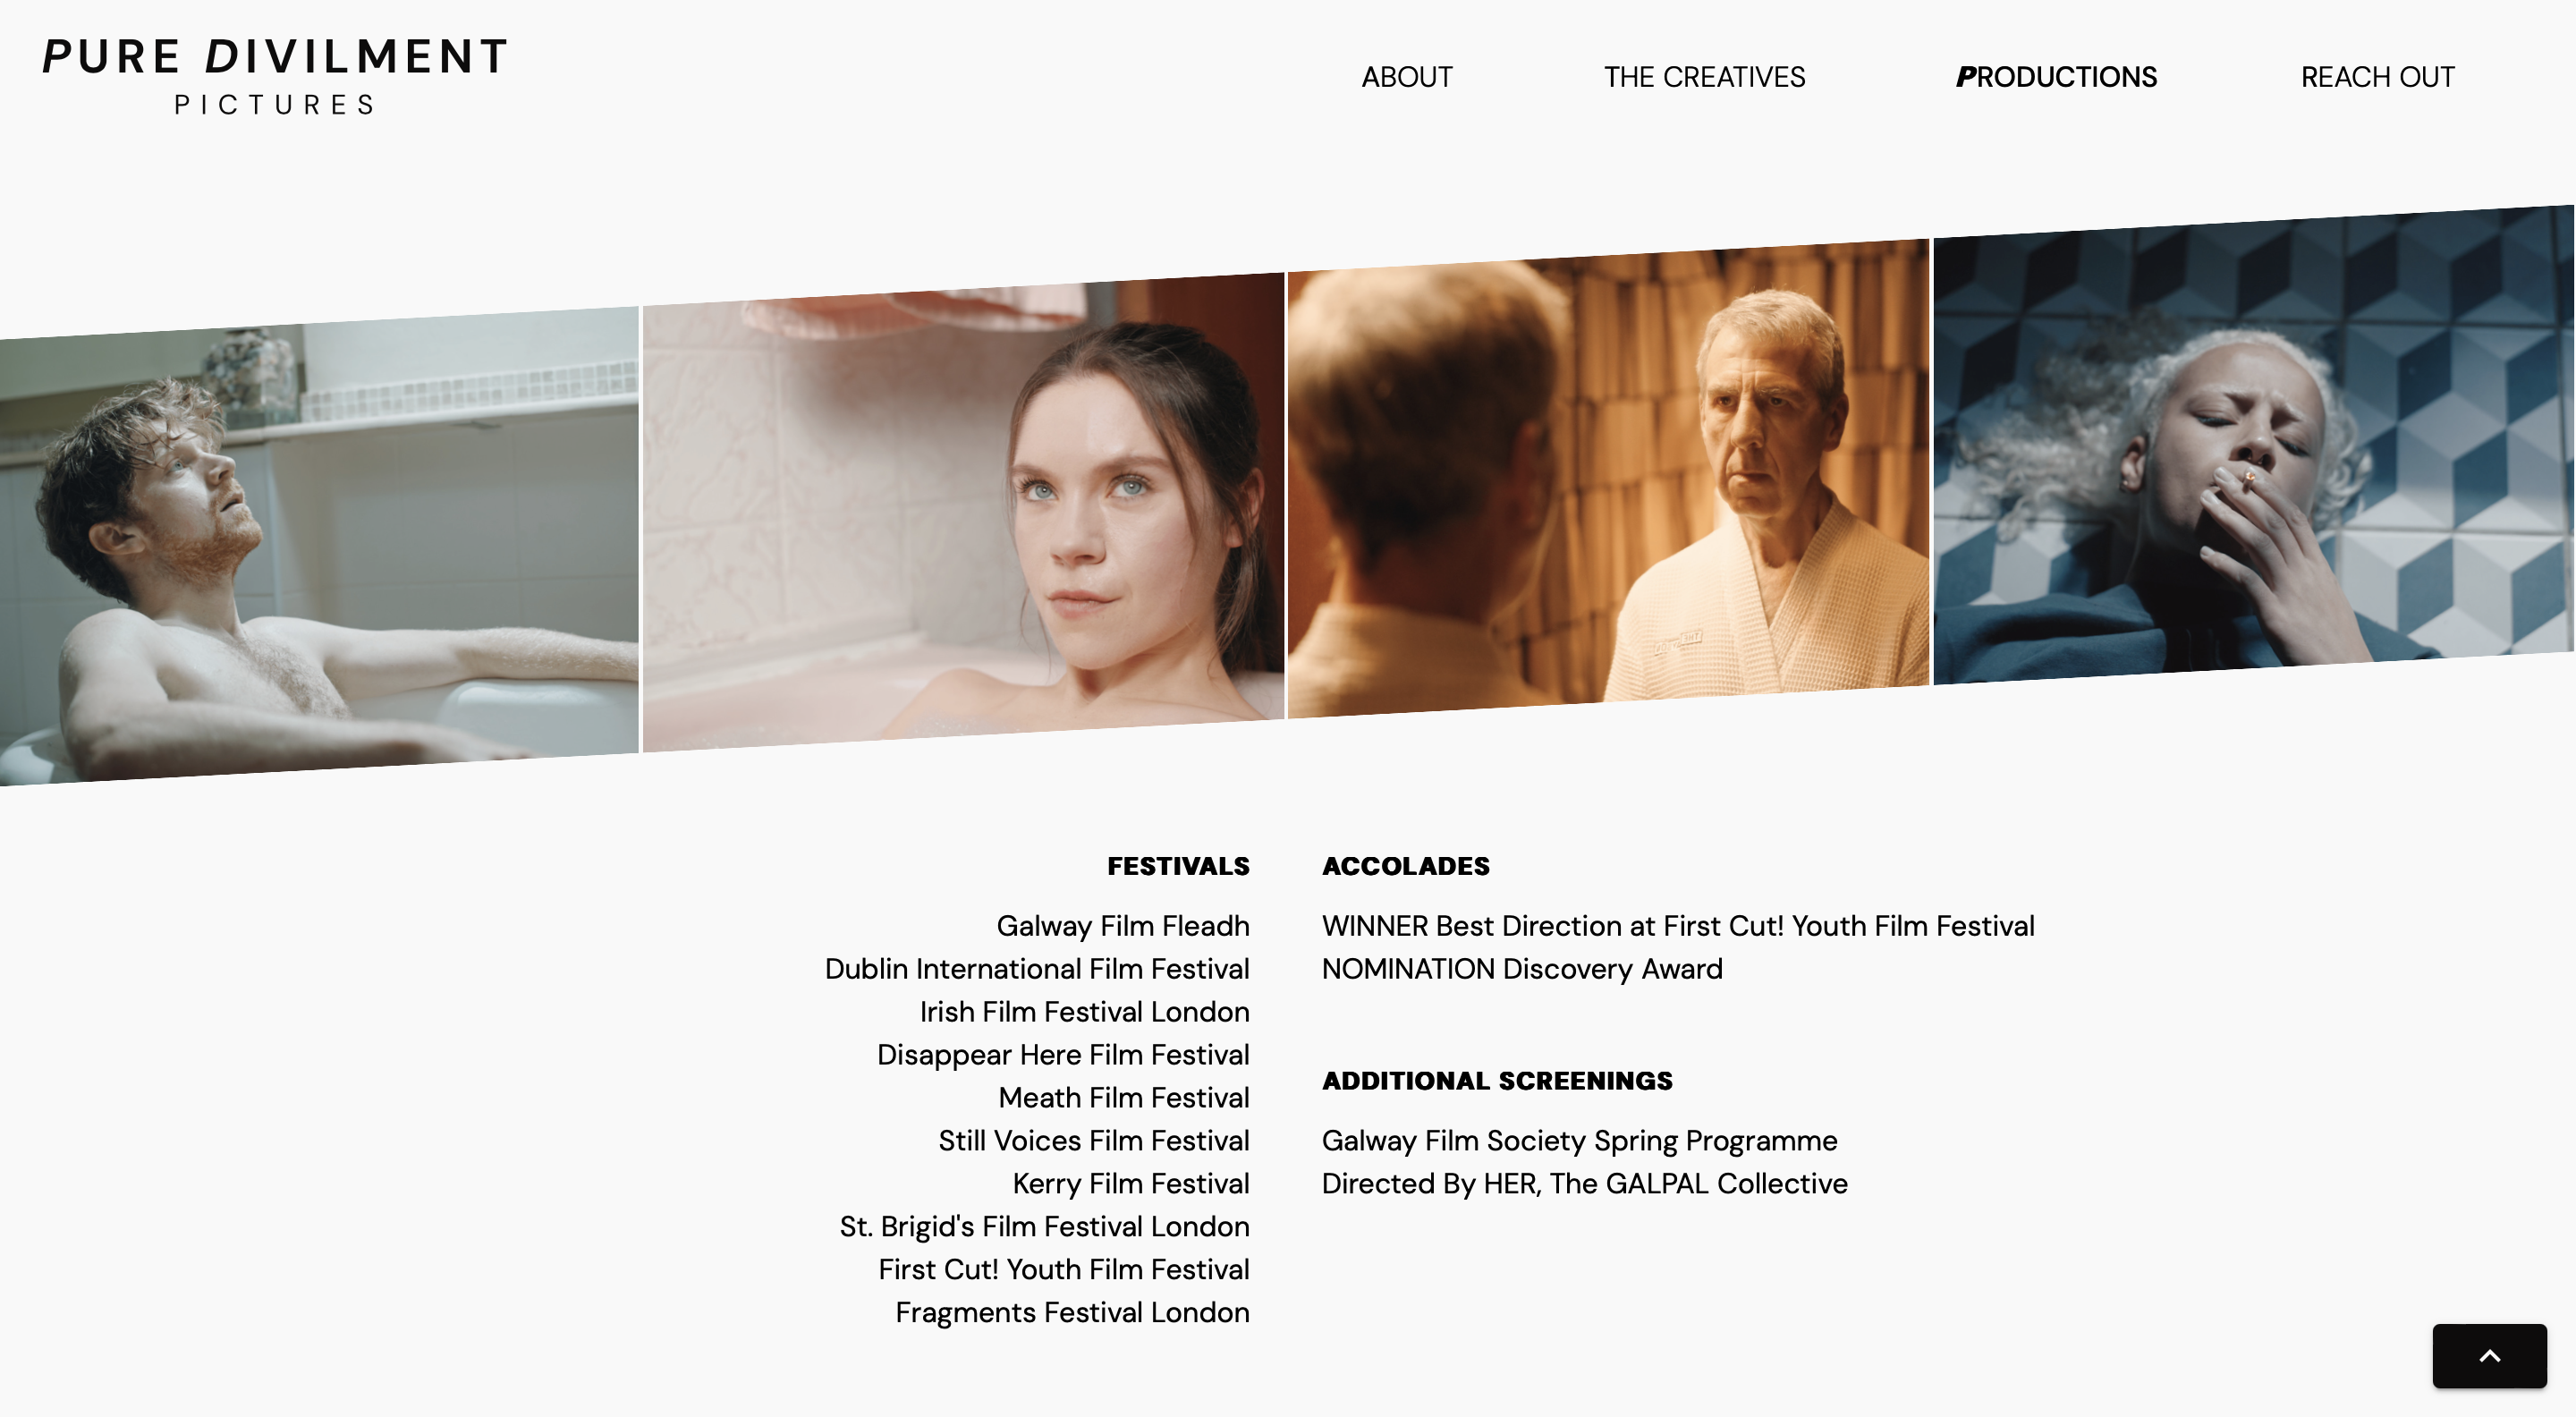 PURE DIVILMENT
PICTURES
ABOUT
THE CREATIVES
PRODUCTIONS
REACH OUT
FESTIVALS
Galway Film Fleadh
Dublin International Film Festival
Irish Film Festival London
Disappear Here Film Festival
Meath Film Festival
Still Voices Film Festival
Kerry Film Festival
St. Brigid's Film Festival London
First Cut! Youth Film Festival
Fragments Festival London
ACCOLADES
WINNER Best Direction at First Cut! Youth Film Festival
NOMINATION Discovery Award
ADDITIONAL SCREENINGS
Galway Film Society Spring Programme
Directed By HER, The GALPAL Collective